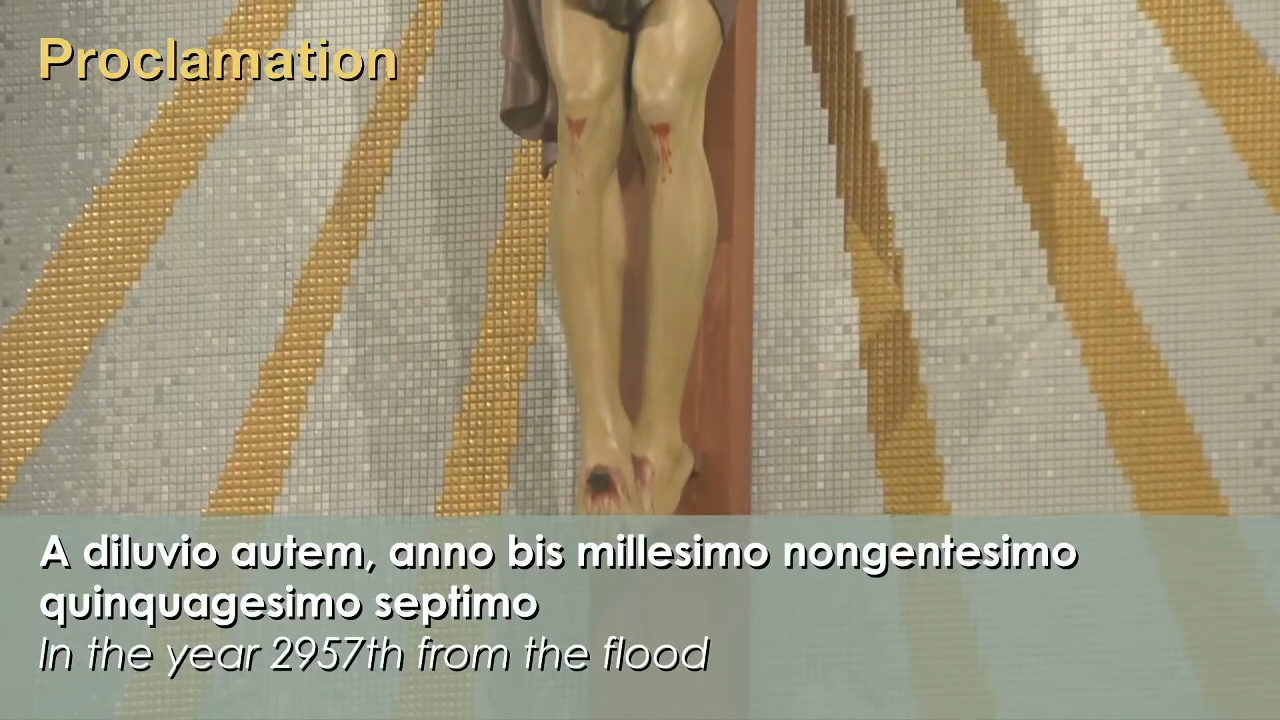 Proclamation
A diluvio autem, anno bis millesimo nongentesimo
quinquagesimo septimo
In the year 2957th from the flood